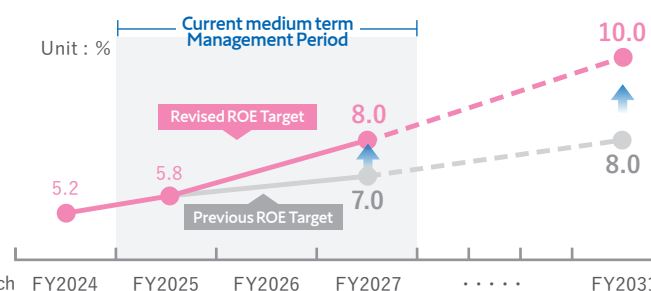 Current medium term
Management Period
Unit : %
10.0
Revised ROE Target
8.0
5.8
5.2
7.0
8.0
Previous ROE Target
FY2024 FY2025 FY2026 FY2027 ・・・・・ FY2031